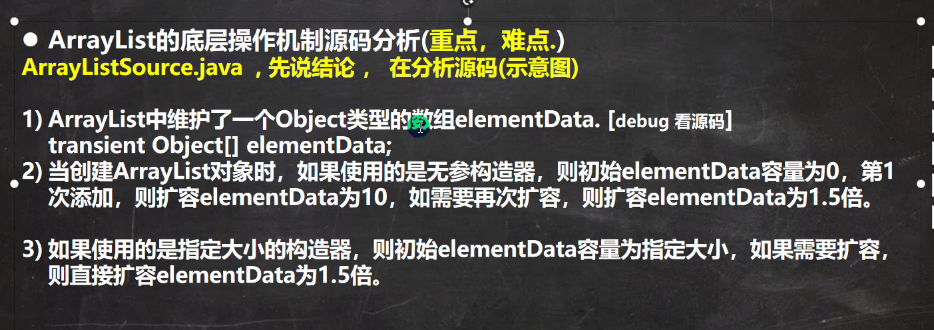 ● ArrayList的底层操作机制源码分析(重点，难点.)
ArrayListSource.java ，先说结论， 在分析源码(示意图)
1) ArrayList中维护了一个Object类型的数组elementData. [debug 看源码]
transient Object[] elementData;
2) 当创建ArrayList对象时，如果使用的是无参构造器，则初始elementData容量为0，第1
次添加，则扩容elementData为10，如需要再次扩容，则扩容elementData为1.5倍。
3) 如果使用的是指定大小的构造器，则初始elementData容量为指定大小，如果需要扩容，
则直接扩容elementData为1.5倍。